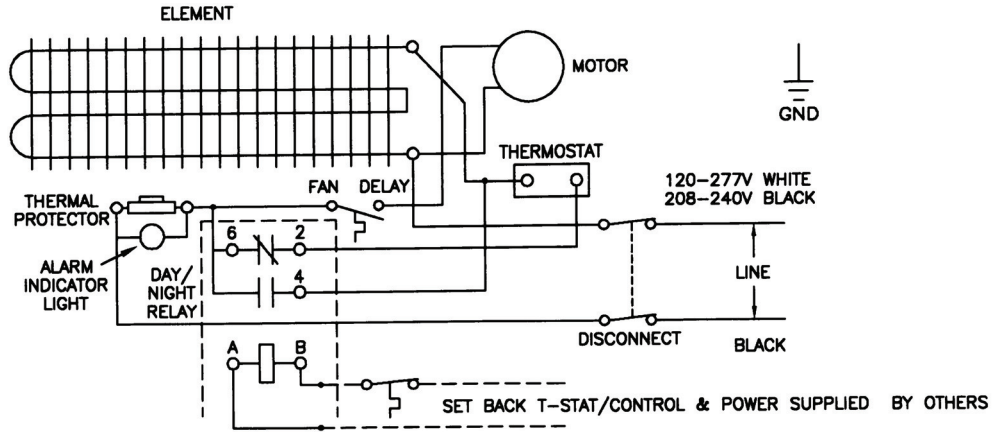 ELEMENT
MOTOR
GND
THERMOSTAT
120-277V WHITE
208-240V BLACK
FAN DELAY
THERMAL
PROTECTOR
6 2
ALARM
INDICATOR
LIGHT
DAY/
NIGHT
RELAY
4
LINE
DISCONNECT
BLACK
A B
SET BACK T-STAT/CONTROL & POWER SUPPLIED BY OTHERS